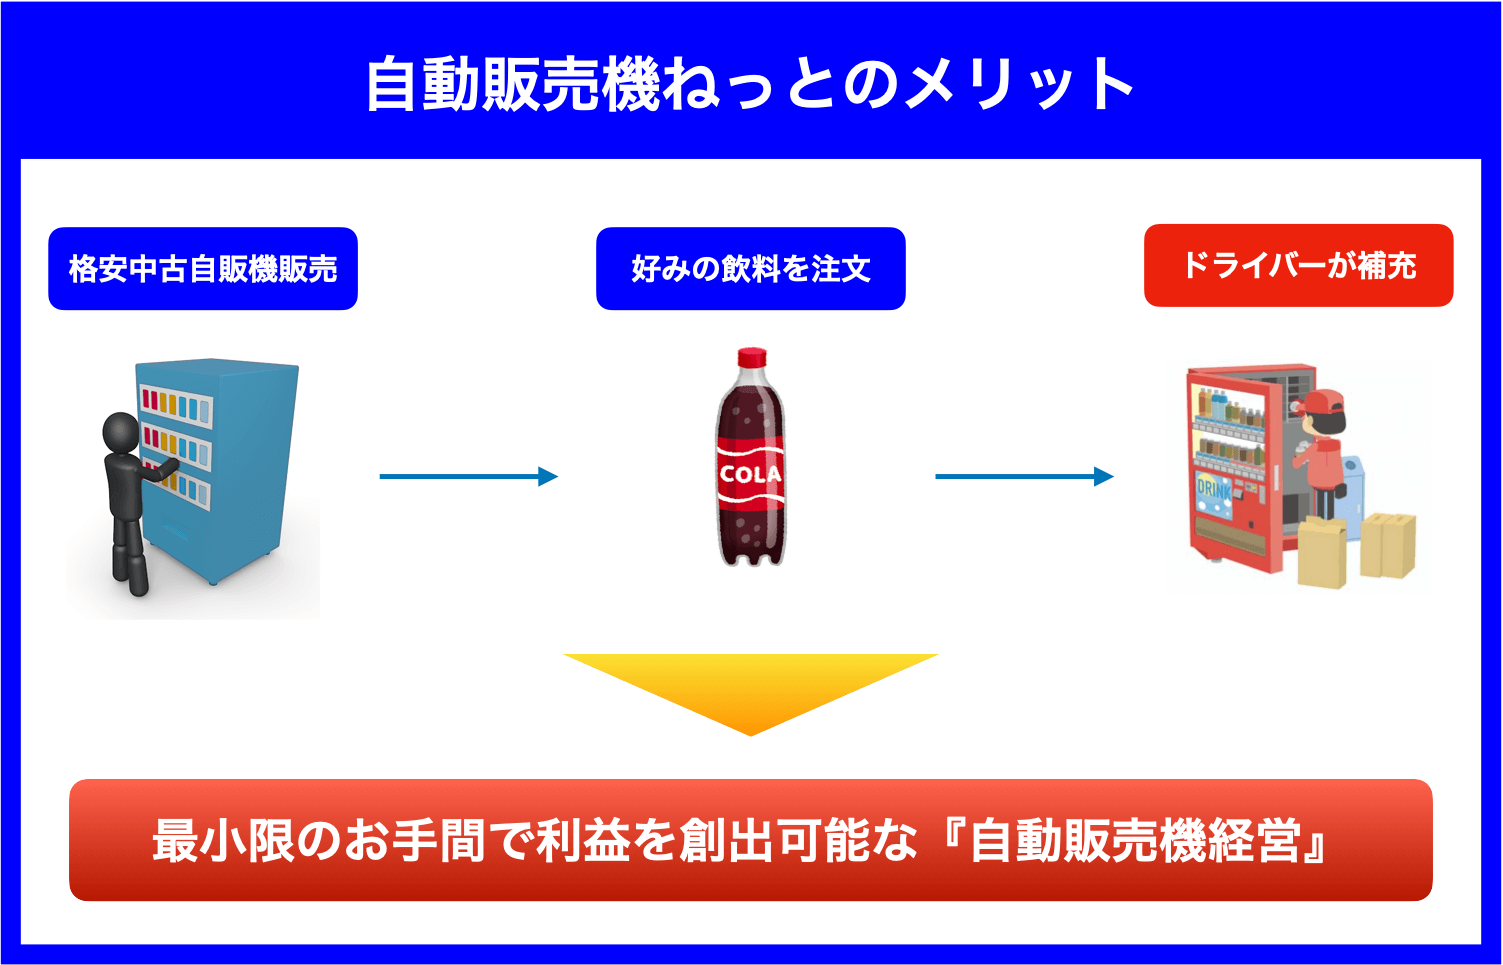 自動販売機ねっとのメリット
格安中古自販機販売
好みの飲料を注文
ドライバーが補充
COLA
DRINK
最小限のお手間で利益を創出可能な『自動販売機経営』